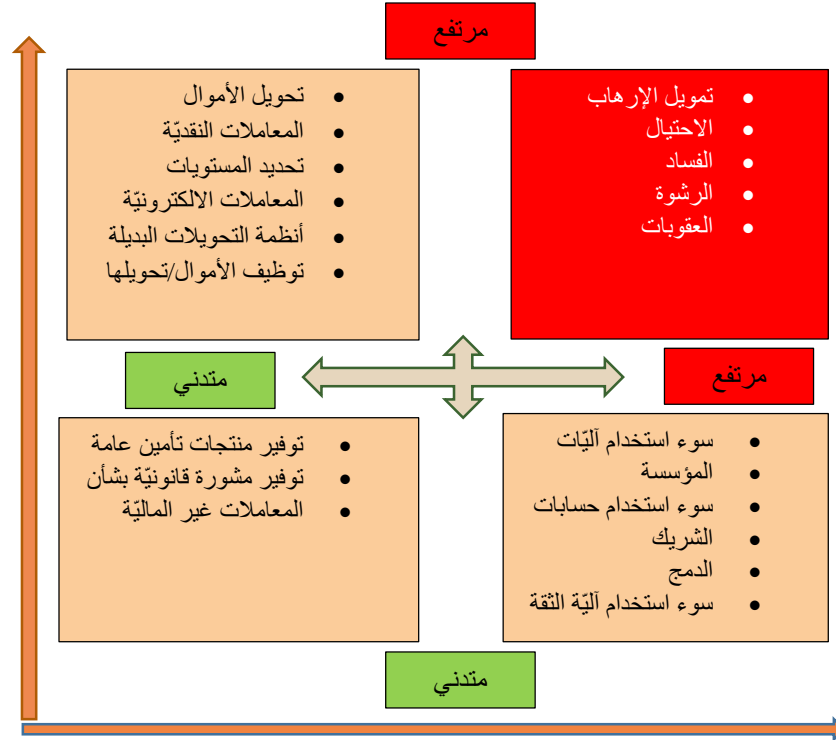 مرتفع
تمويل الإرهاب
الاحتيال
الفساد
الرشوة
العقوبات
تحويل الأموال
المعاملات النقديّة
تحديد المستويات
المعاملات الالكترونيّة
أنظمة التحويلات البديلة
توظيف الأموال/تحويلها
مرتفع
متدني
سوء استخدام آليّات
المؤسسة
سوء استخدام حسابات
الشريك
الدمج
سوء استخدام آليّة الثقة
توفير منتجات تأمين عامة
توفير مشورة قانونيّة بشأن
المعاملات غير الماليّة
متدني